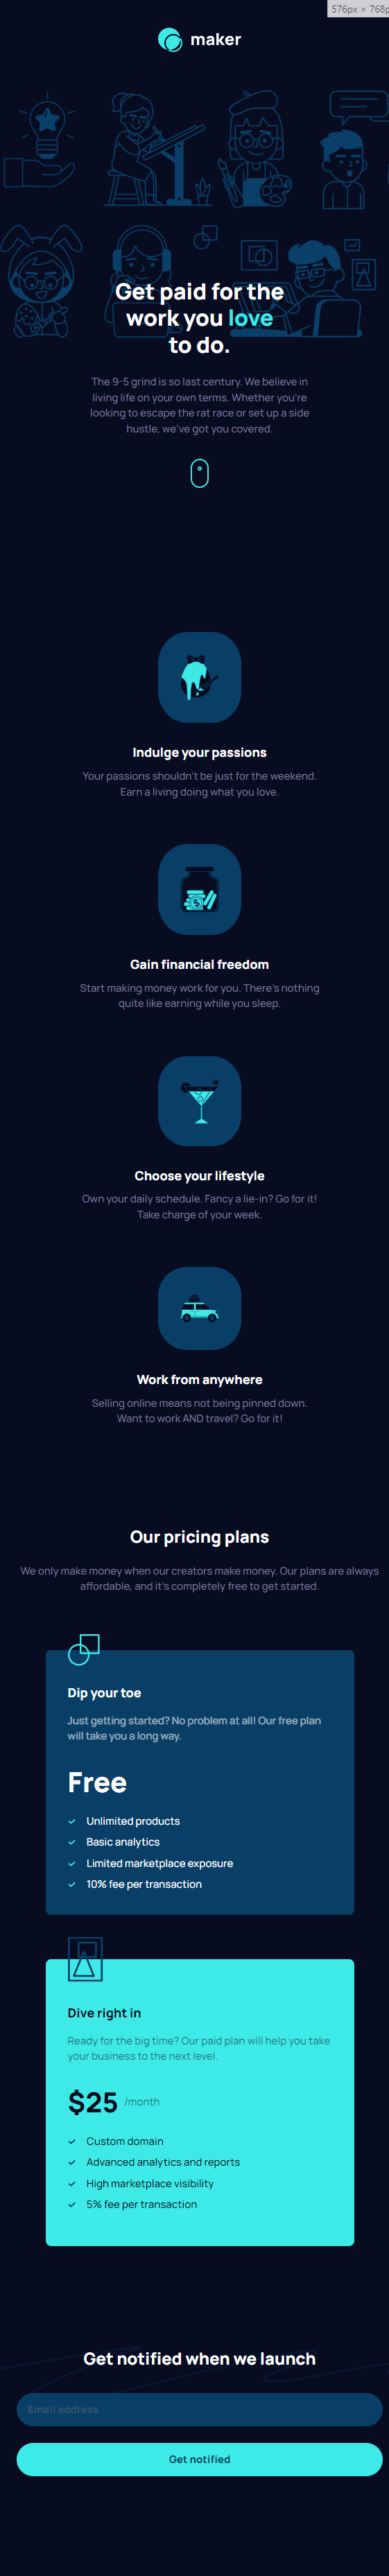 576px × 768p
maker
Get paid for the
work you love
to do.
The 9-5 grind is so last century. We believe in
living life on your own terms. Whether you're
looking to escape the rat race or set up a side
hustle, we've got you covered.
Indulge your passions
Your passions shouldn't be just for the weekend.
Earn a living doing what you love.
Gain financial freedom
Start making money work for you. There's nothing
quite like earning while you sleep.
Choose your lifestyle
Own your daily schedule. Fancy a lie-in? Go for it!
Take charge of your week.
Work from anywhere
Selling online means not being pinned down.
Want to work AND travel? Go for it!
Our pricing plans
We only make money when our creators make money. Our plans are always
affordable, and it's completely free to get started.
Dip your toe
Just getting started? No problem at all! Our free plan
will take you a long way.
Free
Unlimited products
Basic analytics
Limited marketplace exposure
10% fee per transaction
Dive right in
Ready for the big time? Our paid plan will help you take
your business to the next level.
$25 /month
Custom domain
Advanced analytics and reports
High marketplace visibility
5% fee per transaction
Get notified when we launch
Email address
Get notified